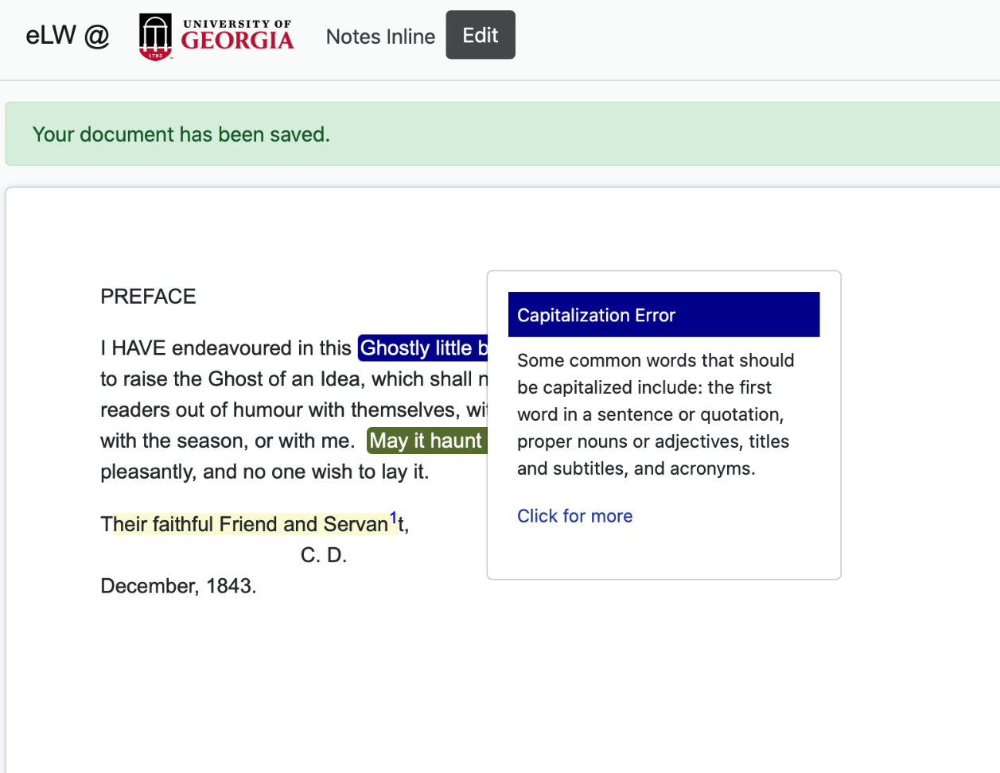 eLW @ UNIVERSITY OF GEORGIA 1785 Notes Inline Edit
Your document has been saved.
PREFACE
I HAVE endeavoured in this Ghostly little b
to raise the Ghost of an Idea, which shall n
readers out of humour with themselves, wi
with the season, or with me. May it haunt
pleasantly, and no one wish to lay it.
Their faithful Friend and Servan¹t,
C. D.
December, 1843.
Capitalization Error
Some common words that should
be capitalized include: the first
word in a sentence or quotation,
proper nouns or adjectives, titles
and subtitles, and acronyms.
Click for more